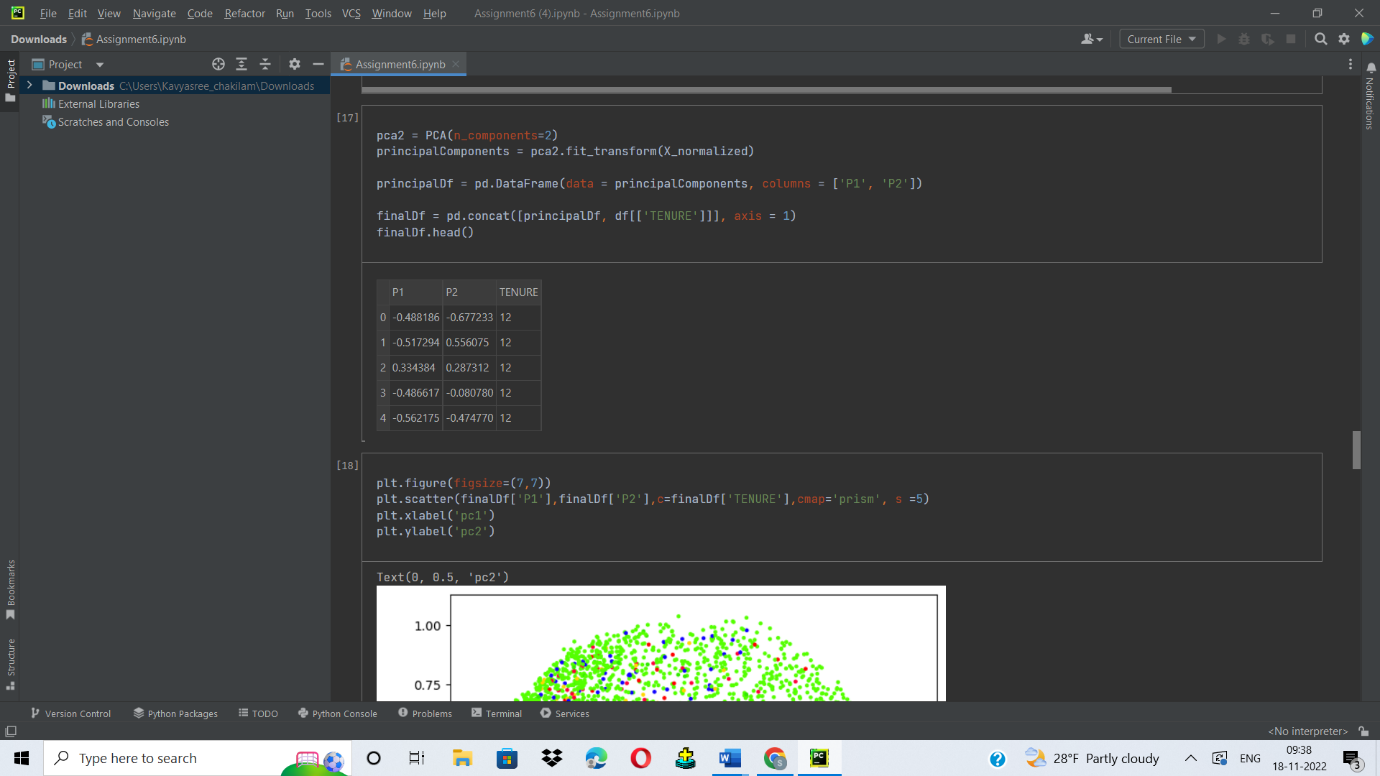 File Edit View Navigate Code Refactor Run Tools VCS Window Help Assignment6 (4).ipynb - Assignment6.ipynb
Downloads Assignment6.ipynb Current File
Project Project Assignment6.ipynb
Downloads C:\Users\Kavyasree_chakilam\Downloads
External Libraries
Scratches and Consoles
Notifications
[17]
pca2 = PCA(n_components=2)
principalComponents = pca2.fit_transform(X_normalized)
principalDf = pd.DataFrame(data = principalComponents, columns = ['P1', 'P2'])
finalDf = pd.concat([principalDf, df[['TENURE']]], axis = 1)
finalDf.head()
P1 P2 TENURE
0 -0.488186 -0.677233 12
1 -0.517294 0.556075 12
2 0.334384 0.287312 12
3 -0.486617 -0.080780 12
4 -0.562175 -0.474770 12
[18]
plt.figure(figsize=(7,7))
plt.scatter(finalDf['P1'],finalDf['P2'],c=finalDf['TENURE'],cmap='prism', s =5)
plt.xlabel('pc1')
plt.ylabel('pc2')
Text(0, 0.5, 'pc2')
1.00
0.75
Bookmarks
Structure
Version Control Python Packages TODO Python Console Problems Terminal Services
<No interpreter>
Type here to search 28°F Partly cloudy ENG 09:38
18-11-2022 3